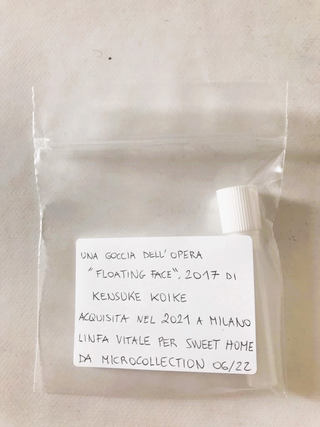 UNA GOCCIA DELL'OPERA
"FLOATING FACE", 2017 DI
KENSUKE KOIKE
ACQUISITA NEL 2021 A MILANO
LINFA VITALE PER SWEET HOME
DA MICROCOLLECTION 06/22